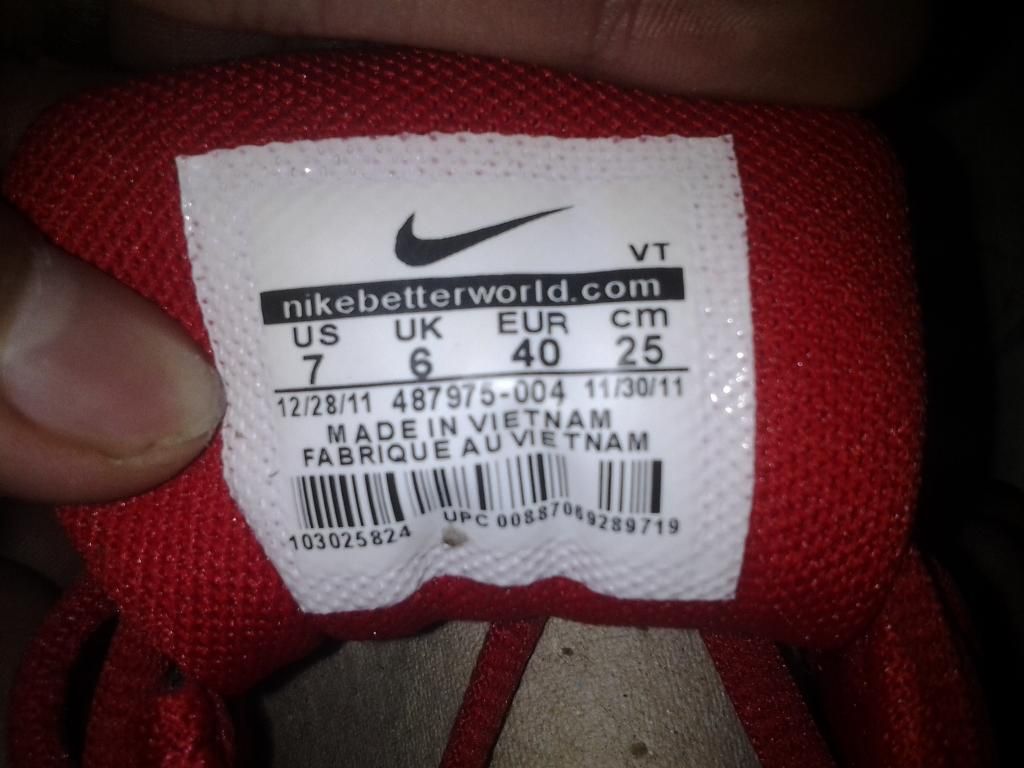 VT
nikebetterworld.com
US UK EUR cm
7 6 40 25
12/28/11 487975-004 11/30/11
MADE IN VIETNAM
FABRIQUE AU VIETNAM
103025824 UPC 00887069289719